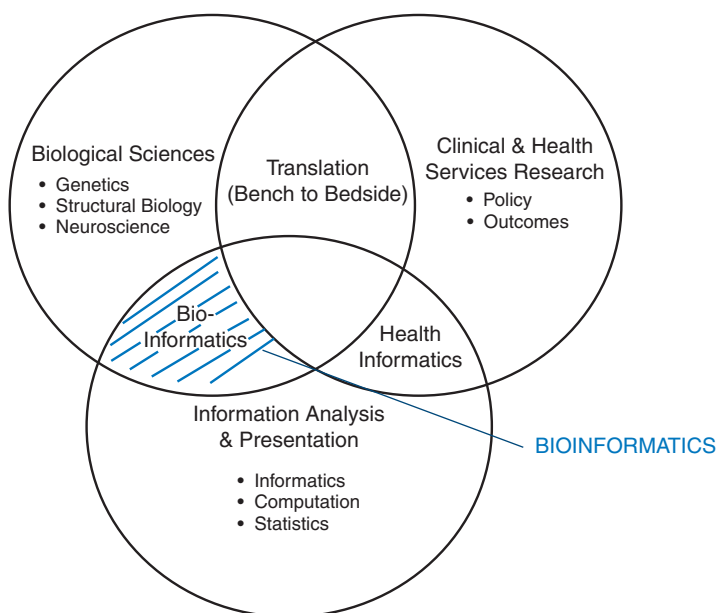 Biological Sciences
• Genetics
• Structural Biology
• Neuroscience
Translation
(Bench to Bedside)
Clinical & Health
Services Research
• Policy
• Outcomes
Bio-
Informatics
Health
Informatics
Information Analysis
& Presentation
• Informatics
• Computation
• Statistics
BIOINFORMATICS